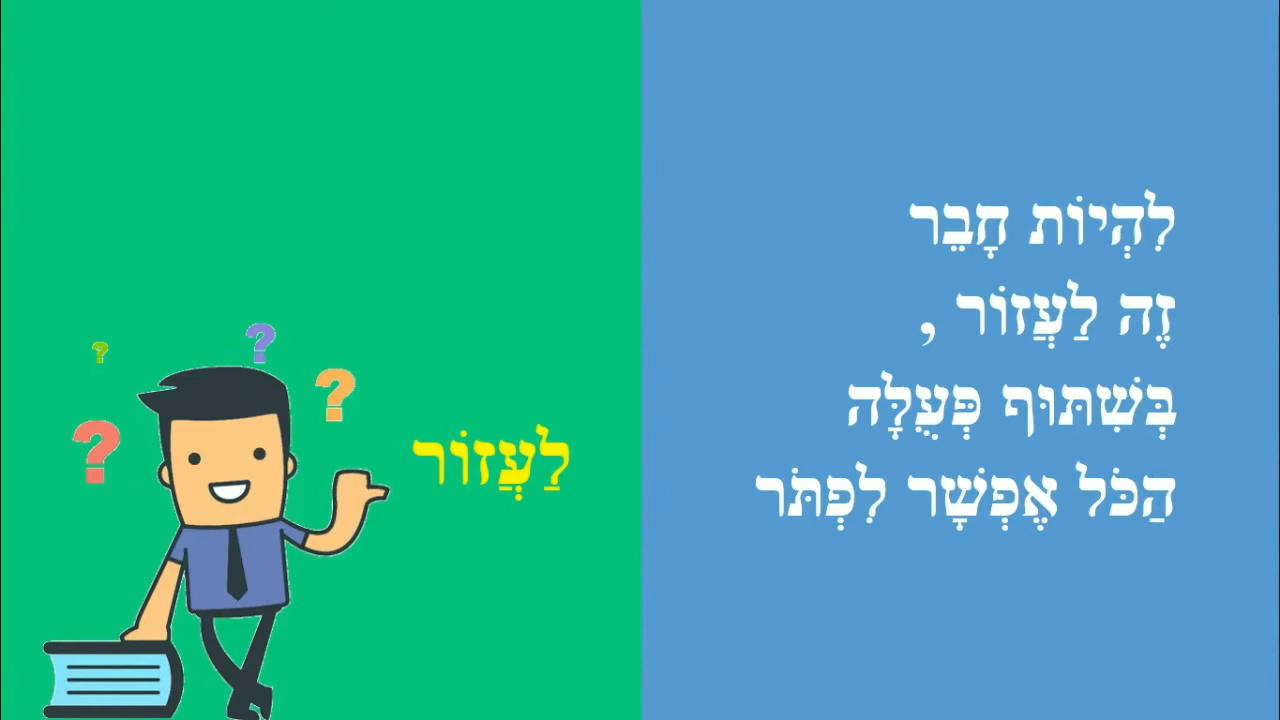 לִהְיוֹת חָבֵר
זֶה לַעֲזוֹר ,
בְּשִׁתּוּף פְּעֻלָּה
הַכֹּל אֶפְשָׁר לִפְתֹּר
לַעֲזוֹר
? ? ? ?